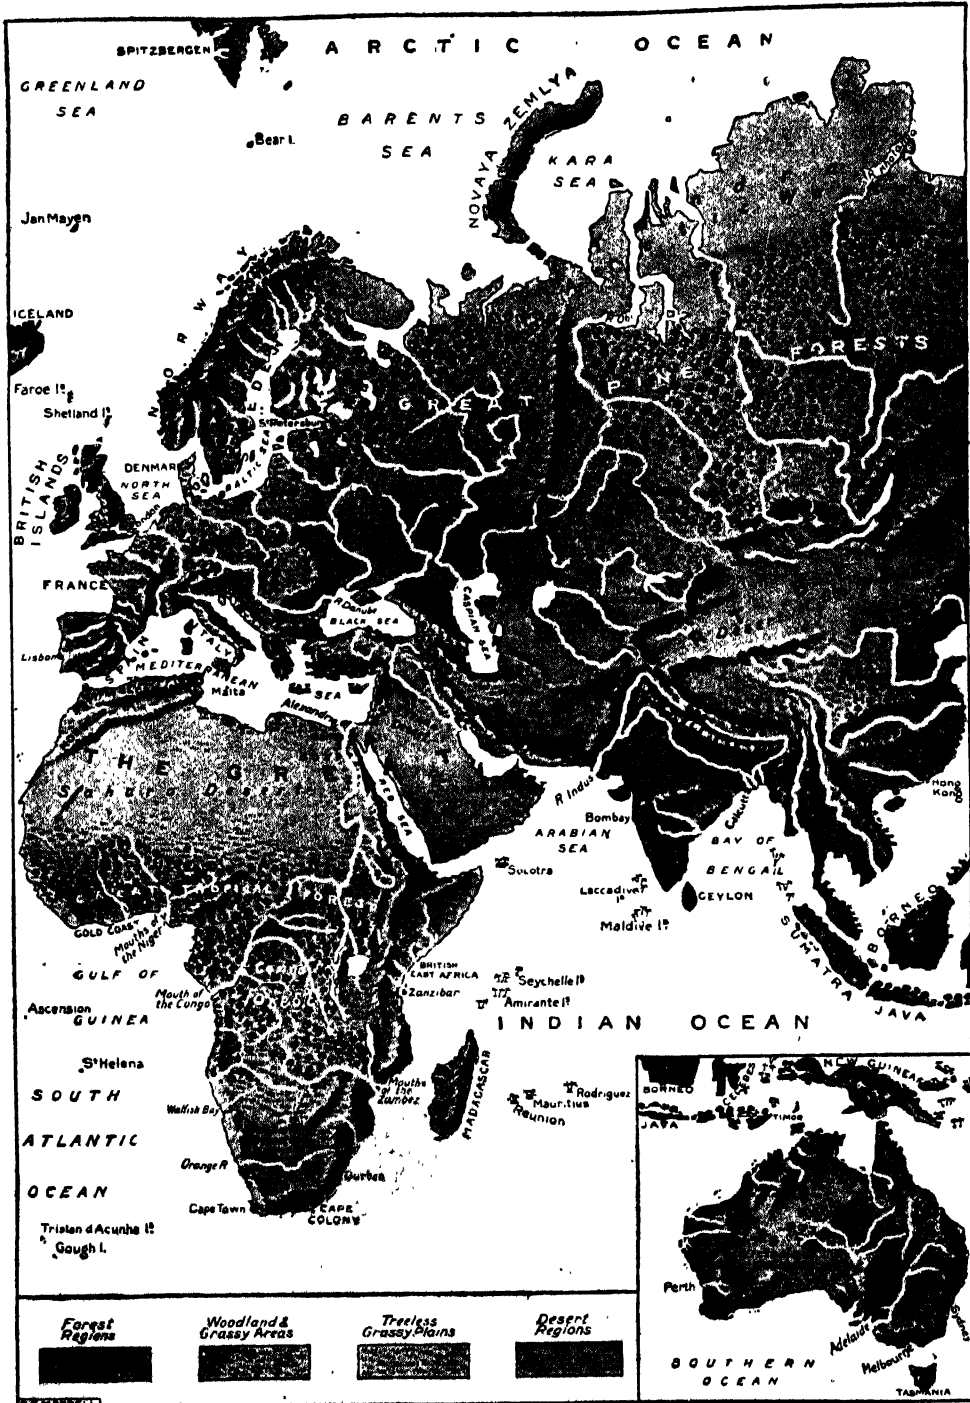 SPITZBERGEN
ARCTIC OCEAN
GREENLAND
SEA
BARENTS
SEA
NOVAYA ZEMLYA
KARA
SEA
Bear I.
Jan Mayen
ICELAND
NORWAY
Faroe Iˢ
Shetland Iˢ
GREAT PINE FORESTS
St Petersburg
BALTIC SEA
DENMARK
NORTH
SEA
BRITISH
ISLANDS
London
FRANCE
R Danube
BLACK SEA
CASPIAN SEA
Lisbon
SPAIN
ITALY
MEDITERRANEAN
SEA
Malta
Alexandria
THE GREAT
Sahara Desert
RED
SEA
R Indus
Bombay
Calcutta
Hong
Kong
ARABIAN
SEA
BAY OF
BENGAL
Socotra
Laccadive
Iˢ
CEYLON
Maldive Iˢ
TROPICAL FOREST
GOLD COAST
Mouths of
the Niger
GULF OF
GUINEA
Mouth of
the Congo
BRITISH
EAST AFRICA
Zanzibar
Seychelle Iˢ
Amirante Iˢ
BORNEO
SUMATRA
JAVA
Ascension
INDIAN OCEAN
St Helena
SOUTH
ATLANTIC
OCEAN
Mouths
of the
Zambez
MADAGASCAR
Rodriguez
Mauritius
Reunion
Walfish Bay
Orange R
Durban
Cape Town
CAPE
COLONY
Tristan d Acunha Iˢ
Gough I.
BORNEO
CELEBES
NEW GUINEA
JAVA
TIMOR
Perth
Adelaide
Melbourne
Sydney
SOUTHERN
OCEAN
TASMANIA
Forest
Regions
Woodland &
Grassy Areas
Treeless
Grassy Plains
Desert
Regions